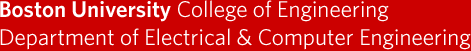 Boston University College of Engineering
Department of Electrical & Computer Engineering